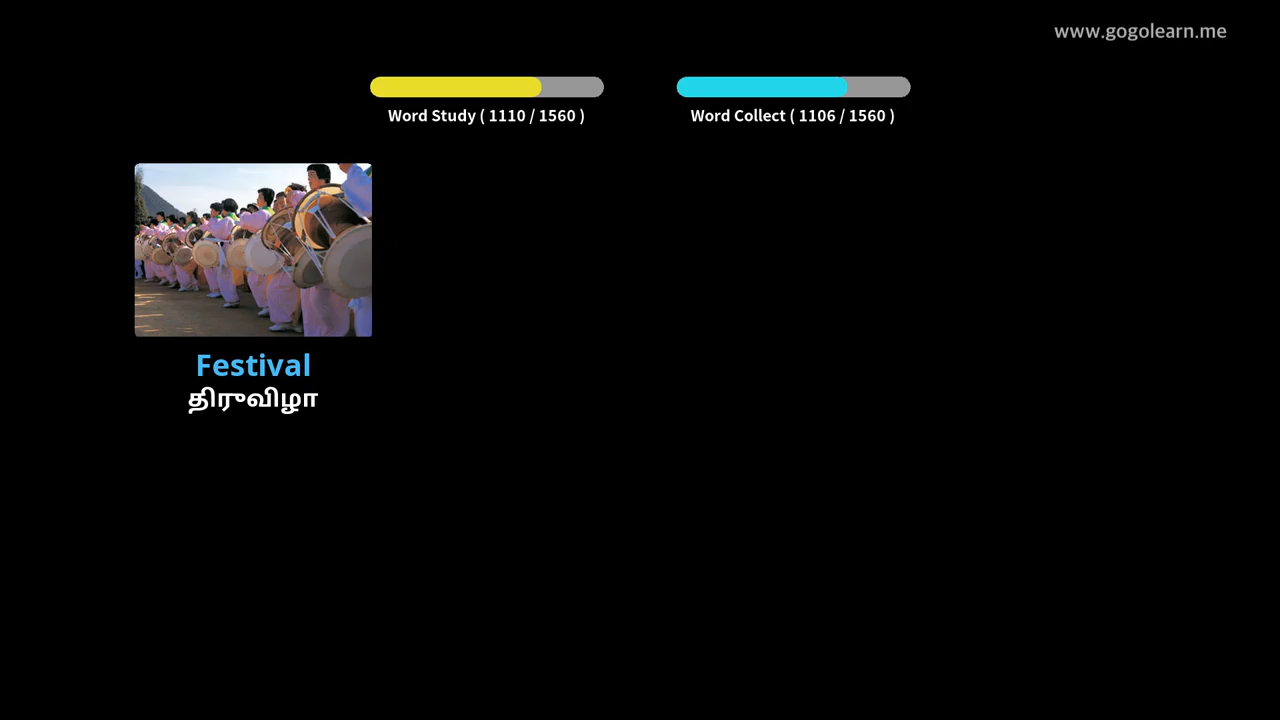 www.gogolearn.me
Word Study ( 1110 / 1560 )
Word Collect ( 1106 / 1560 )
Festival
திருவிழா